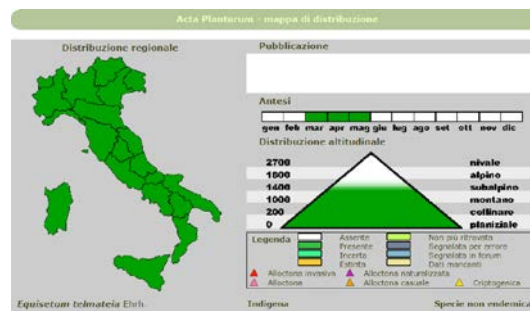 Acta Plantarum - mappa di distribuzione
Distribuzione regionale
Pubblicazione
Antesi
gen feb mar apr mag giu lug ago set ott nov dic
Distribuzione altitudinale
2700 nivale
1800 alpino
1400 subalpino
1000 montano
200 collinare
0 planiziale
Legenda
Assente Non più ritrovata
Presente Segnalata per errore
Incerta Segnalata in forum
Estinta Dati mancanti
Alloctona invasiva Alloctona naturalizzata
Alloctona Alloctona casuale Criptogenica
Equisetum telmateia Ehrh. Indigena Specie non endemica